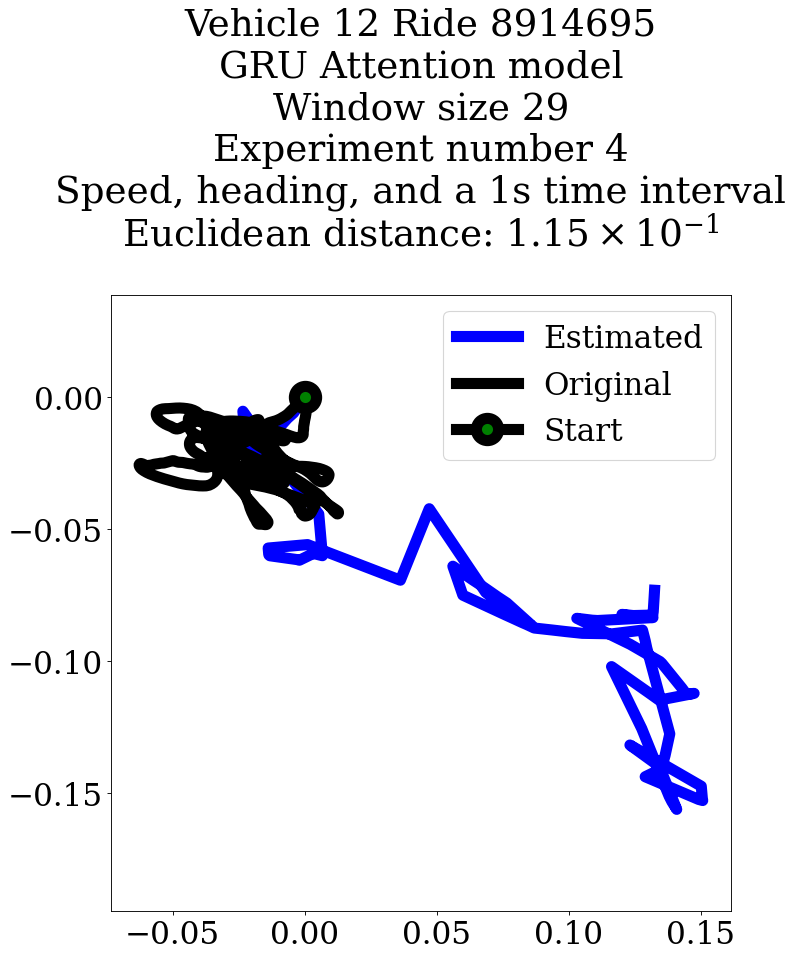 Vehicle 12 Ride 8914695
GRU Attention model
Window size 29
Experiment number 4
Speed, heading, and a 1s time interval
Euclidean distance: 1.15 × 10⁻¹
Estimated
Original
Start
0.00
−0.05
−0.10
−0.15
−0.05 0.00 0.05 0.10 0.15